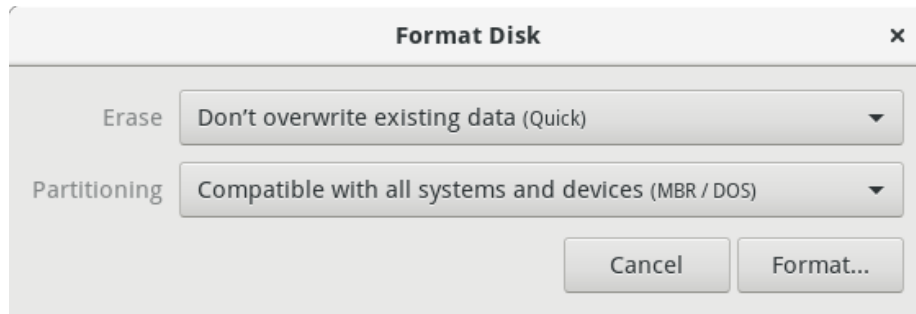 Format Disk
Erase Don’t overwrite existing data (Quick)
Partitioning Compatible with all systems and devices (MBR / DOS)
Cancel Format...